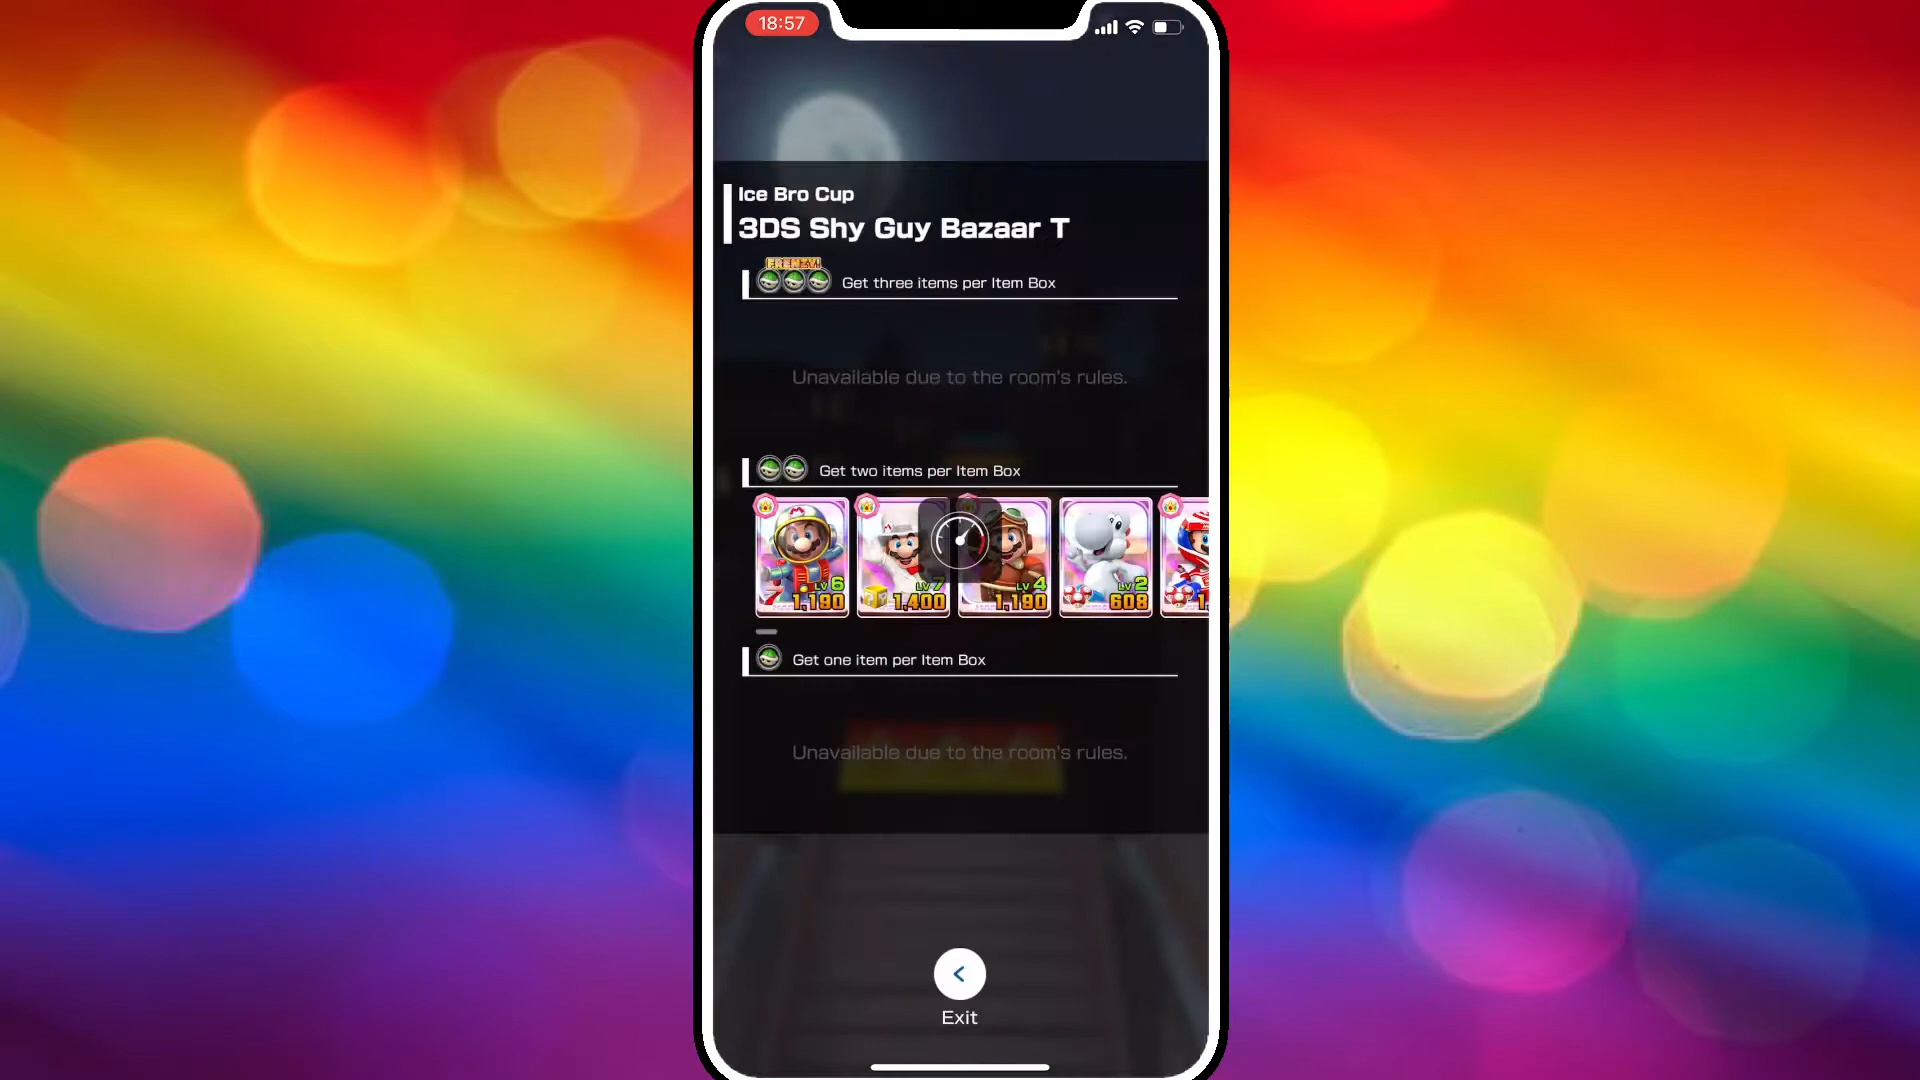 18:57
Ice Bro Cup
3DS Shy Guy Bazaar T
FRENZY!
Get three items per Item Box
Unavailable due to the room's rules.
Get two items per Item Box
LV 6
1,190
LV 7
1,400
LV 4
1,190
LV 2
608
Get one item per Item Box
Unavailable due to the room's rules.
Exit